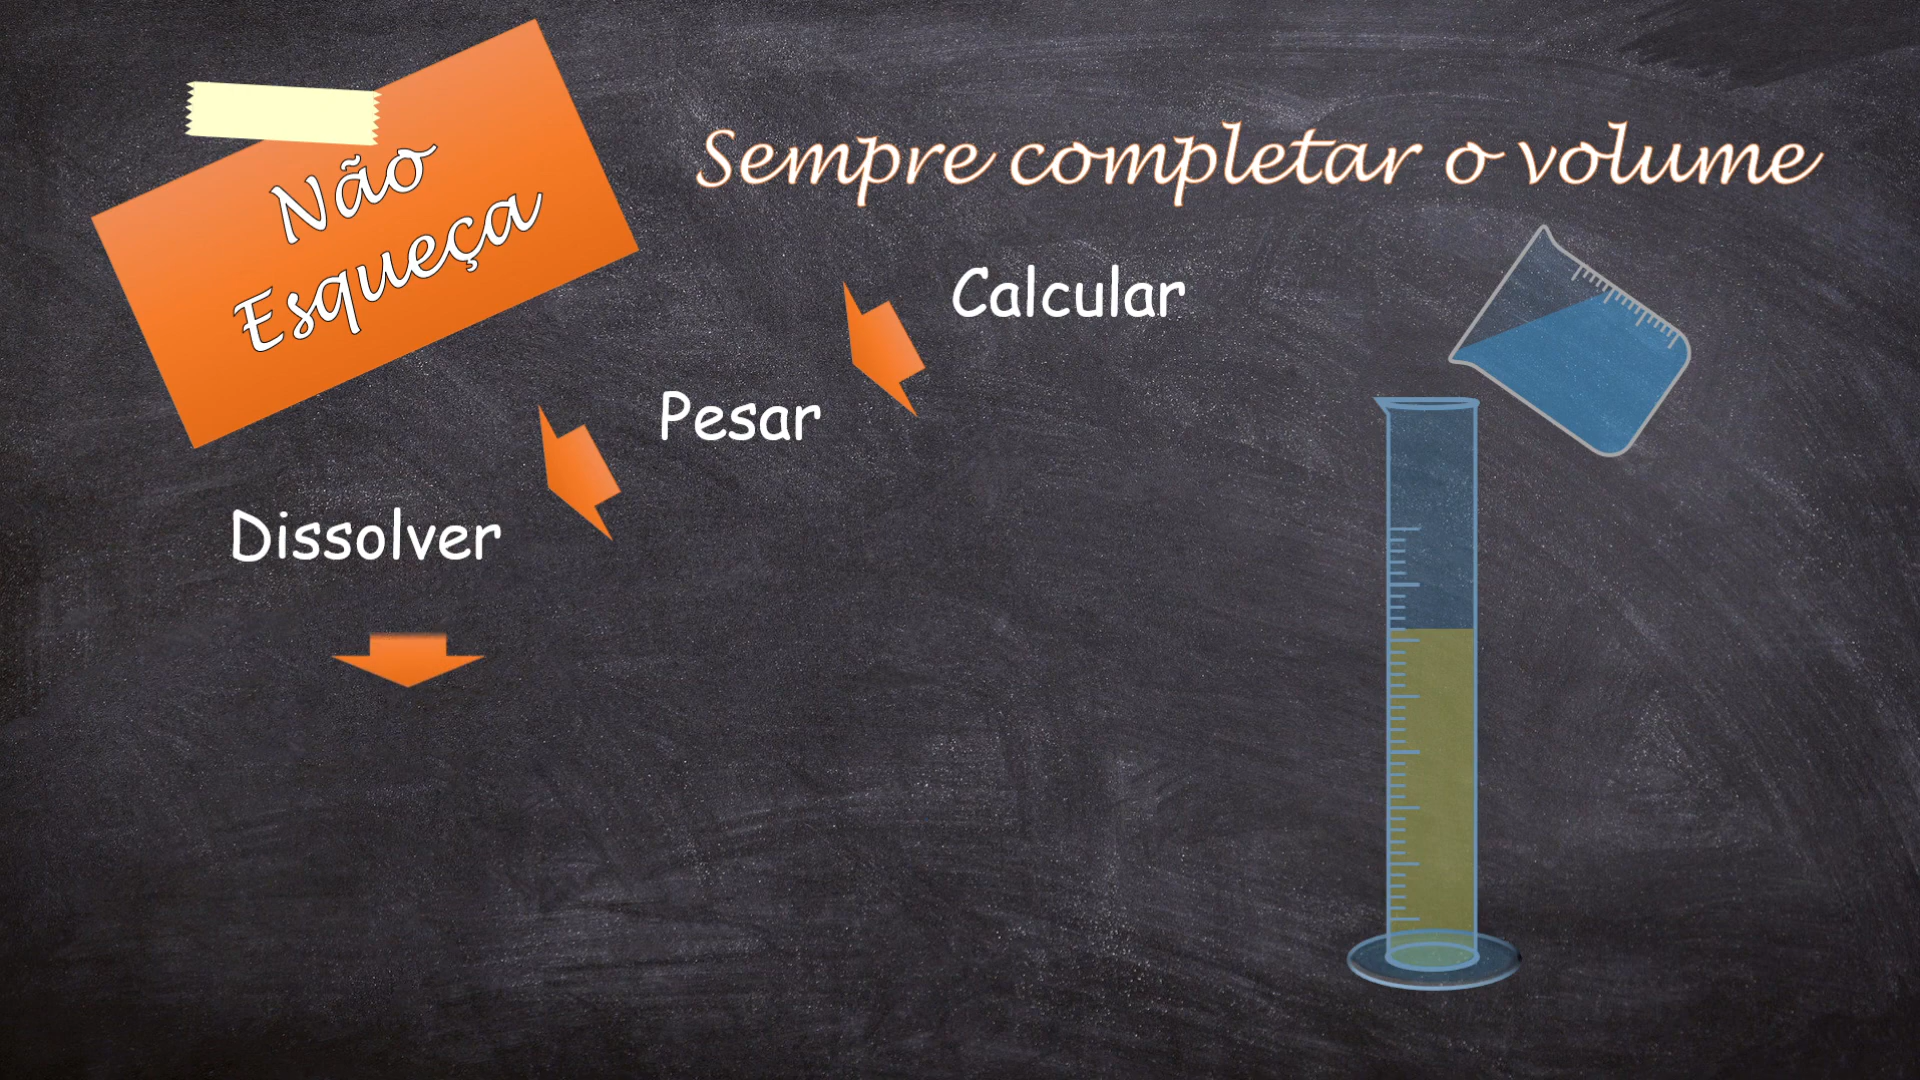 Não
Esqueça
Sempre completar o volume
Calcular
Pesar
Dissolver